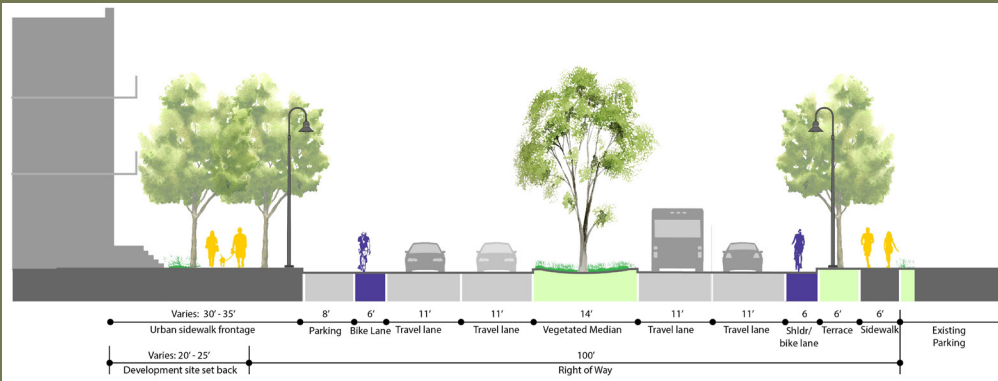 Varies: 30' - 35'
Urban sidewalk frontage
8'
Parking
6'
Bike Lane
11'
Travel lane
11'
Travel lane
14'
Vegetated Median
11'
Travel lane
11'
Travel lane
6
Shldr/
bike lane
6'
Terrace
6'
Sidewalk
Existing
Parking
Varies: 20' - 25'
Development site set back
100'
Right of Way